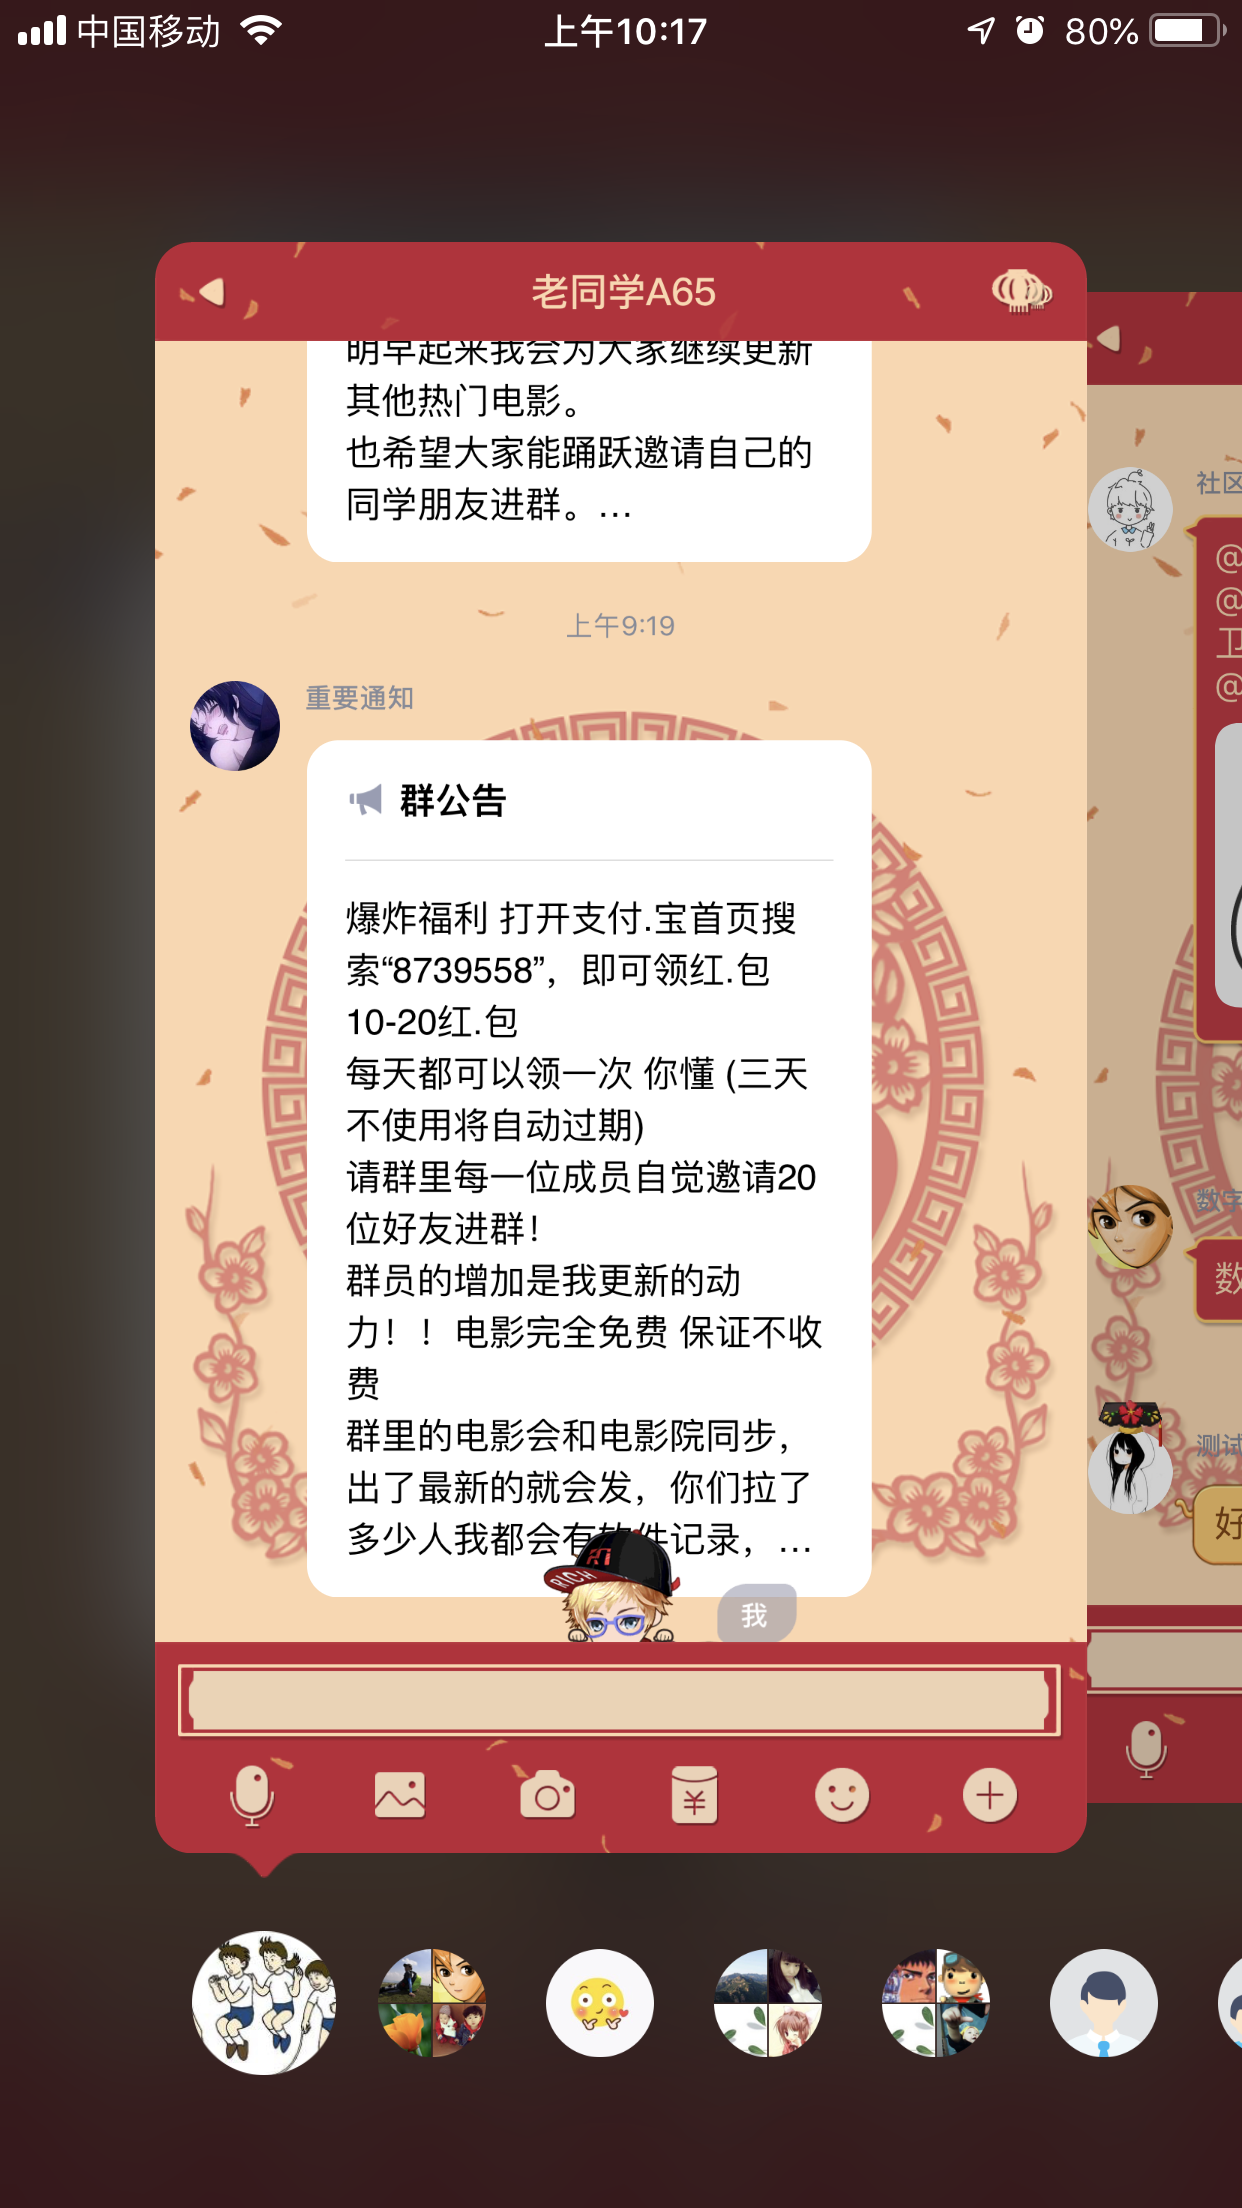 中国移动
上午10:17
80%
老同学A65
明早起来我会为大家继续更新
其他热门电影。
也希望大家能踊跃邀请自己的
同学朋友进群。...
上午9:19
重要通知
群公告
爆炸福利 打开支付.宝首页搜
索“8739558”，即可领红.包
10-20红.包
每天都可以领一次 你懂 (三天
不使用将自动过期)
请群里每一位成员自觉邀请20
位好友进群！
群员的增加是我更新的动
力！！电影完全免费 保证不收
费
群里的电影会和电影院同步，
出了最新的就会发，你们拉了
多少人我都会有软件记录，...
RICH
我
社区
@
@
卫
@
数字
数
测试
好